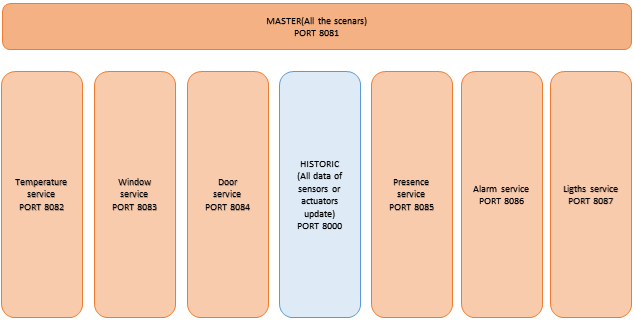 MASTER(All the scenars)
PORT 8081
Temperature
service
PORT 8082
Window
service
PORT 8083
Door
service
PORT 8084
HISTORIC
(All data of
sensors or
actuators
update)
PORT 8000
Presence
service
PORT 8085
Alarm service
PORT 8086
Ligths service
PORT 8087